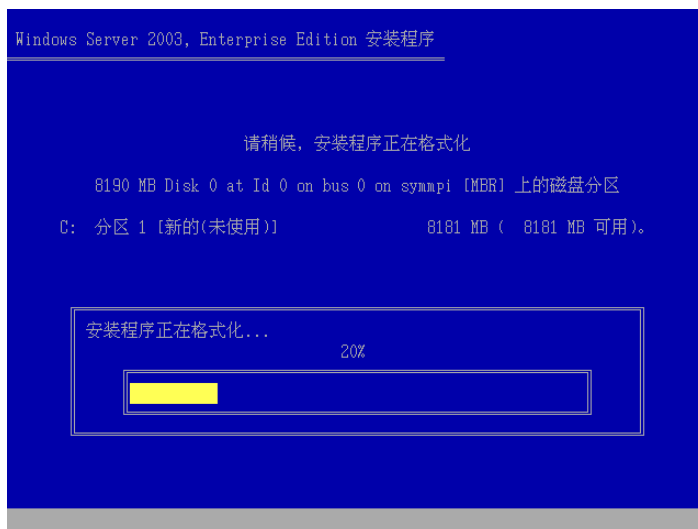 Windows Server 2003, Enterprise Edition 安装程序
请稍候，安装程序正在格式化
8190 MB Disk 0 at Id 0 on bus 0 on symmpi [MBR] 上的磁盘分区
C: 分区 1 [新的(未使用)] 8181 MB ( 8181 MB 可用)。
安装程序正在格式化...
20%